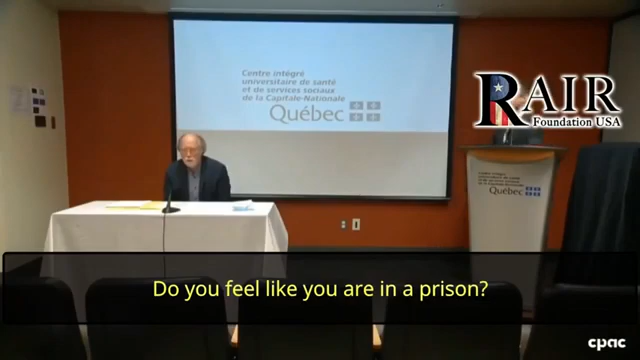 Centre intégré
universitaire de santé
et de services sociaux
de la Capitale-Nationale
Québec
RAIR
Foundation USA
Québec
Do you feel like you are in a prison?
cpac